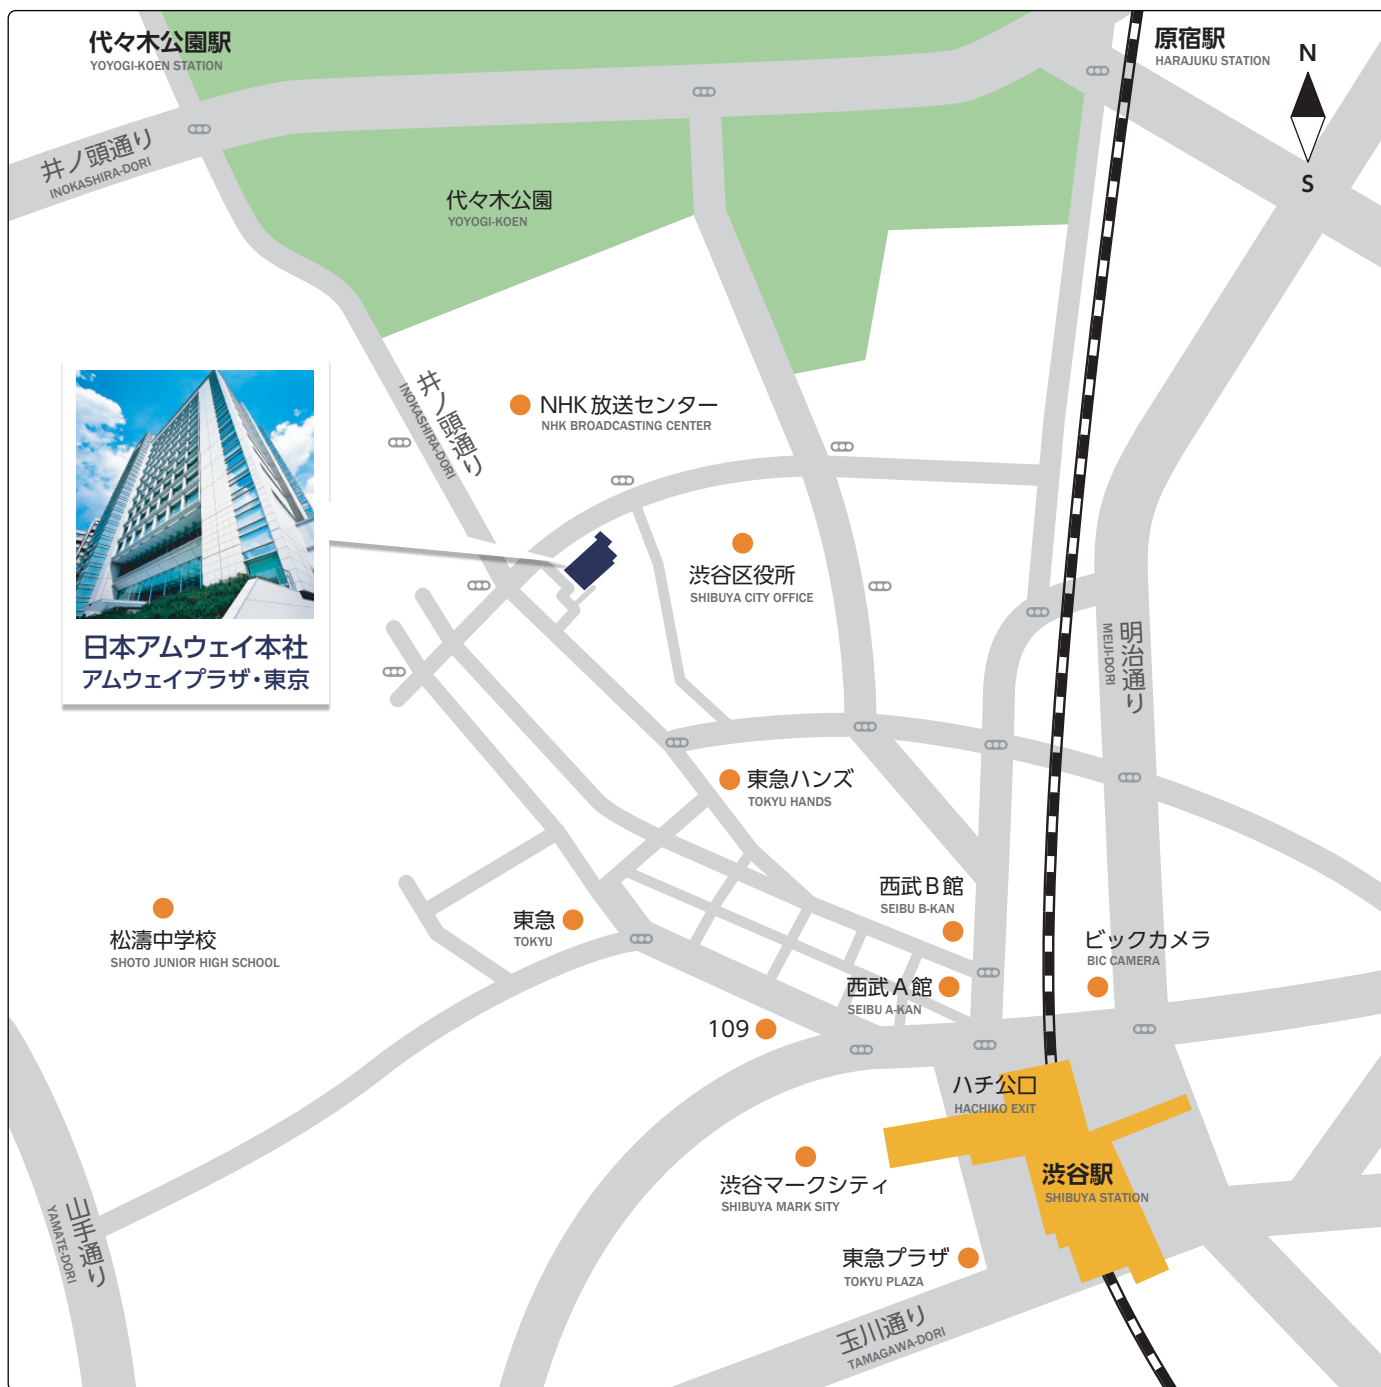 代々木公園駅
YOYOGI-KOEN STATION
原宿駅
HARAJUKU STATION
N
S
井ノ頭通り
INOKASHIRA-DORI
代々木公園
YOYOGI-KOEN
井ノ頭通り
INOKASHIRA-DORI
NHK放送センター
NHK BROADCASTING CENTER
渋谷区役所
SHIBUYA CITY OFFICE
日本アムウェイ本社
アムウェイプラザ・東京
明治通り
MEIJI-DORI
東急ハンズ
TOKYU HANDS
西武B館
SEIBU B-KAN
東急
TOKYU
松濤中学校
SHOTO JUNIOR HIGH SCHOOL
ビックカメラ
BIC CAMERA
西武A館
SEIBU A-KAN
109
ハチ公口
HACHIKO EXIT
渋谷駅
SHIBUYA STATION
渋谷マークシティ
SHIBUYA MARK SITY
山手通り
YAMATE-DORI
東急プラザ
TOKYU PLAZA
玉川通り
TAMAGAWA-DORI